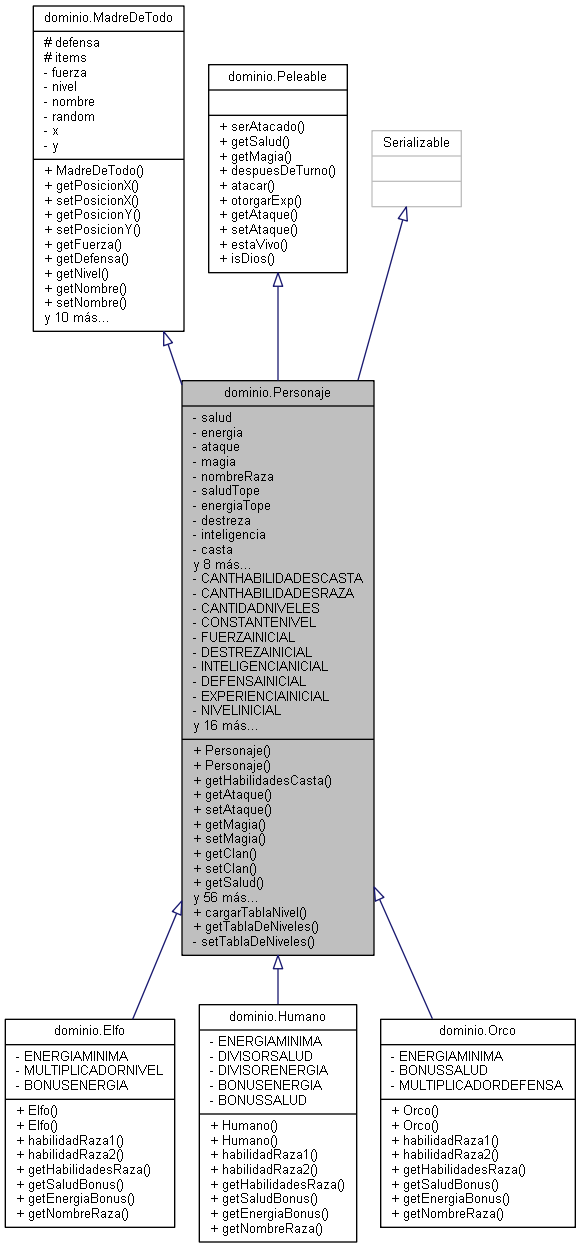 dominio.MadreDeTodo
# defensa
# items
- fuerza
- nivel
- nombre
- random
- x
- y
+ MadreDeTodo()
+ getPosicionX()
+ setPosicionX()
+ getPosicionY()
+ setPosicionY()
+ getFuerza()
+ getDefensa()
+ getNivel()
+ getNombre()
+ setNombre()
y 10 más...
dominio.Peleable
+ serAtacado()
+ getSalud()
+ getMagia()
+ despuesDeTurno()
+ atacar()
+ otorgarExp()
+ getAtaque()
+ setAtaque()
+ estaVivo()
+ isDios()
Serializable
dominio.Personaje
- salud
- energia
- ataque
- magia
- nombreRaza
- saludTope
- energiaTope
- destreza
- inteligencia
- casta
y 8 más...
- CANTHABILIDADESCASTA
- CANTHABILIDADESRAZA
- CANTIDADNIVELES
- CONSTANTENIVEL
- FUERZAINICIAL
- DESTREZAINICIAL
- INTELIGENCIANICIAL
- DEFENSAINICIAL
- EXPERIENCIAINICIAL
- NIVELINICIAL
y 16 más...
+ Personaje()
+ Personaje()
+ getHabilidadesCasta()
+ getAtaque()
+ setAtaque()
+ getMagia()
+ setMagia()
+ getClan()
+ setClan()
+ getSalud()
y 56 más...
+ cargarTablaNivel()
+ getTablaDeNiveles()
- setTablaDeNiveles()
dominio.Elfo
- ENERGIAMINIMA
- MULTIPLICADORNIVEL
- BONUSENERGIA
+ Elfo()
+ Elfo()
+ habilidadRaza1()
+ habilidadRaza2()
+ getHabilidadesRaza()
+ getSaludBonus()
+ getEnergiaBonus()
+ getNombreRaza()
dominio.Humano
- ENERGIAMINIMA
- DIVISORSALUD
- DIVISORENERGIA
- BONUSENERGIA
- BONUSSALUD
+ Humano()
+ Humano()
+ habilidadRaza1()
+ habilidadRaza2()
+ getHabilidadesRaza()
+ getSaludBonus()
+ getEnergiaBonus()
+ getNombreRaza()
dominio.Orco
- ENERGIAMINIMA
- BONUSSALUD
- MULTIPLICADORDEFENSA
+ Orco()
+ Orco()
+ habilidadRaza1()
+ habilidadRaza2()
+ getHabilidadesRaza()
+ getSaludBonus()
+ getEnergiaBonus()
+ getNombreRaza()